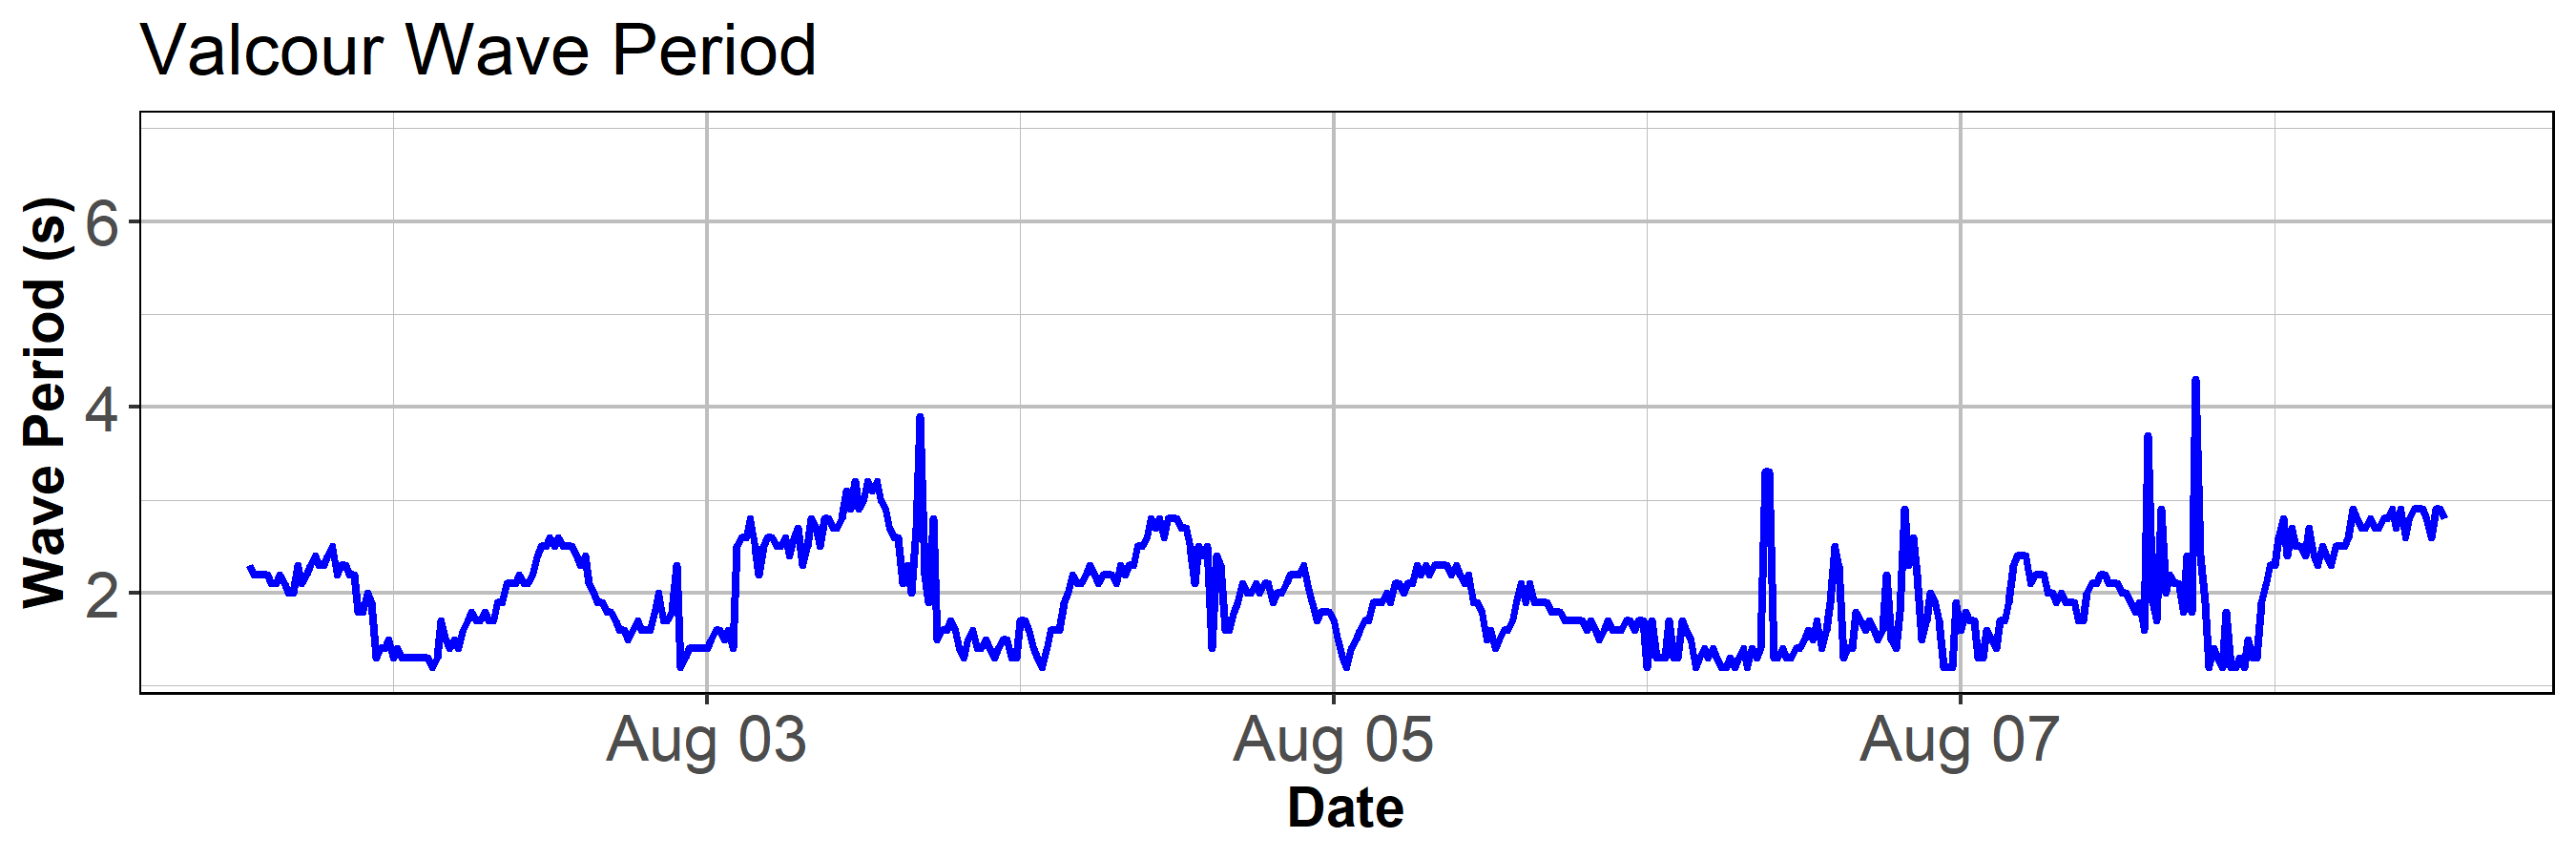 Valcour Wave Period
Wave Period (s)
6
4
2
Aug 03
Aug 05
Aug 07
Date